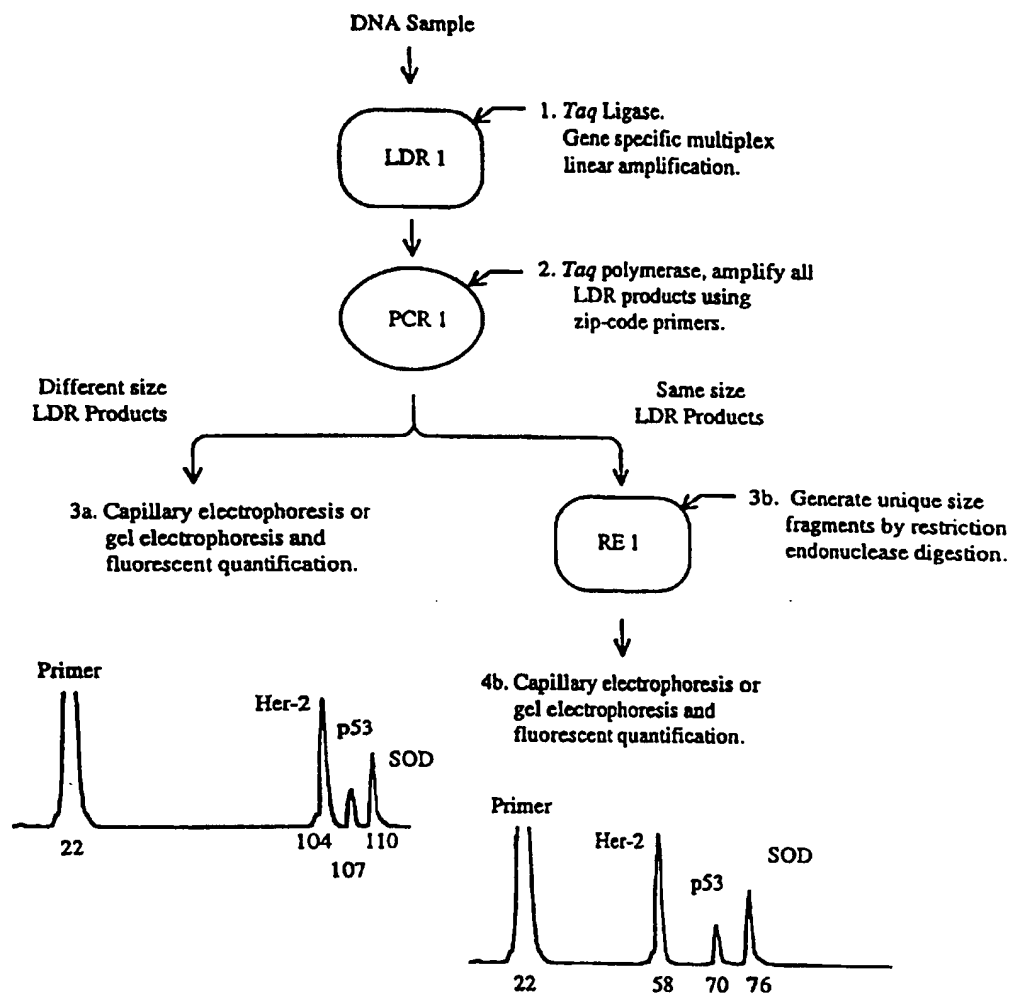 DNA Sample
LDR 1
1. Taq Ligase.
Gene specific multiplex
linear amplification.
PCR 1
2. Taq polymerase, amplify all
LDR products using
zip-code primers.
Different size
LDR Products
Same size
LDR Products
3a. Capillary electrophoresis or
gel electrophoresis and
fluorescent quantification.
RE 1
3b. Generate unique size
fragments by restriction
endonuclease digestion.
4b. Capillary electrophoresis or
gel electrophoresis and
fluorescent quantification.
Primer
Her-2
p53
SOD
22
104
107
110
Primer
Her-2
p53
SOD
22
58
70
76